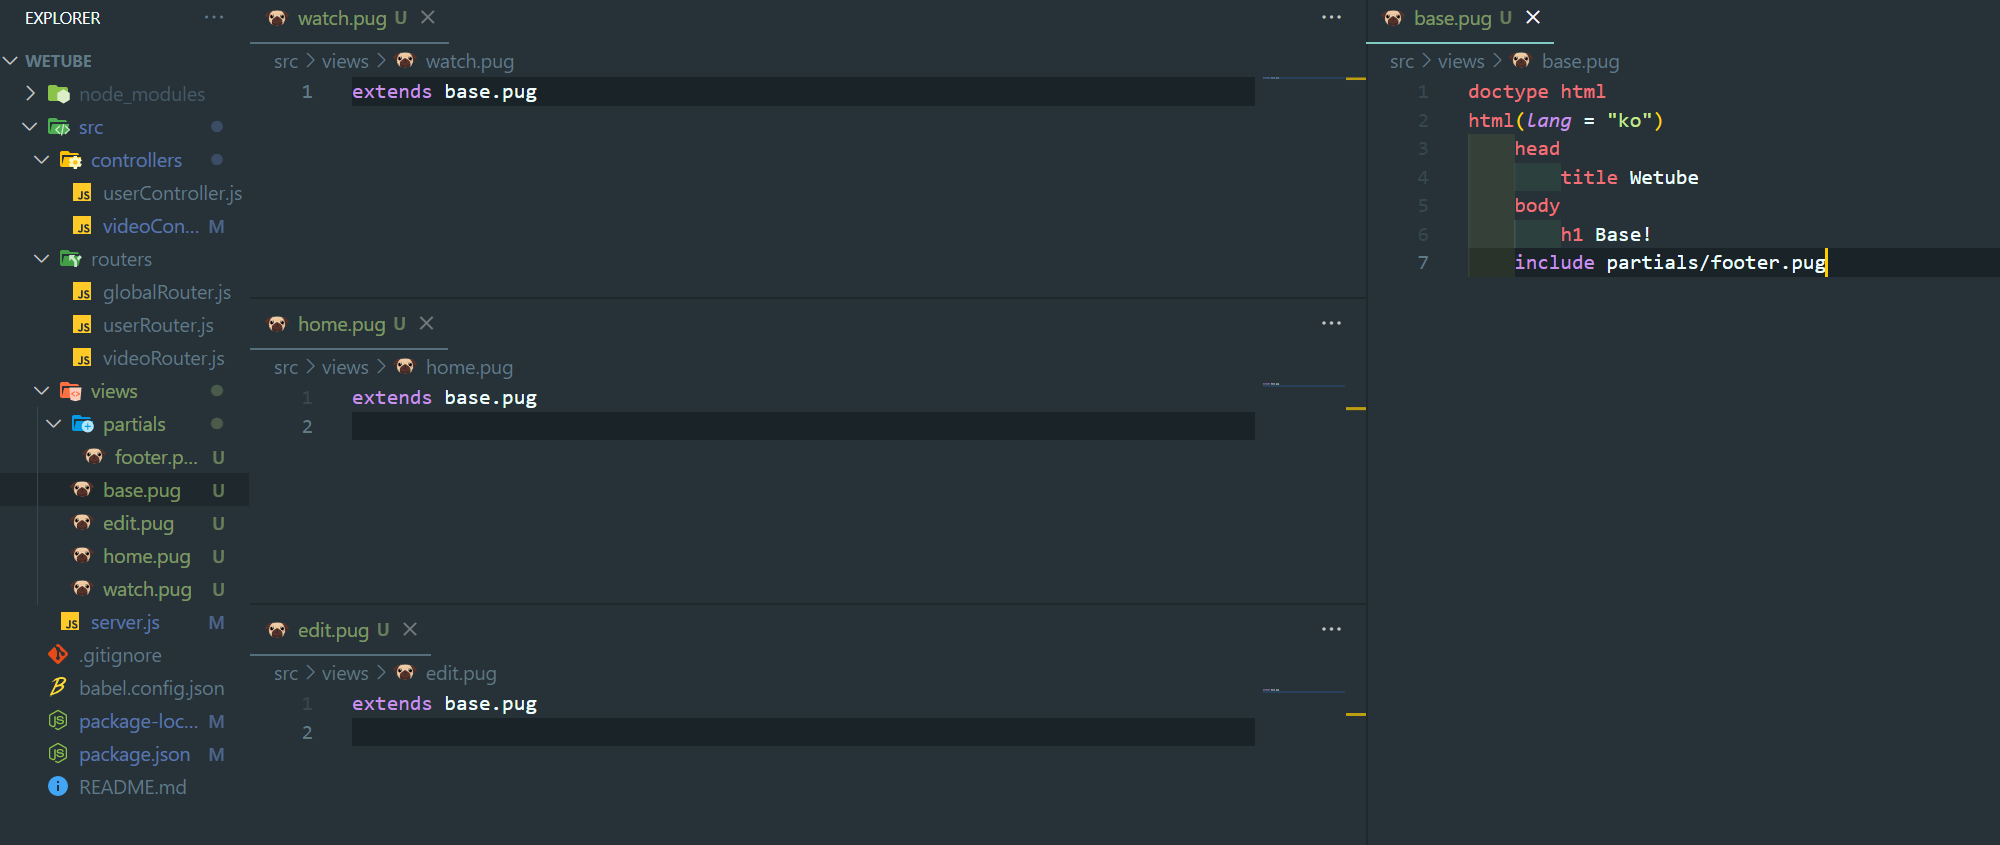 EXPLORER
WETUBE
node_modules
src
controllers
userController.js
videoCon... M
routers
globalRouter.js
userRouter.js
videoRouter.js
views
partials
footer.p... U
base.pug U
edit.pug U
home.pug U
watch.pug U
server.js M
.gitignore
babel.config.json
package-loc... M
package.json M
README.md
watch.pug U
src > views > watch.pug
1 extends base.pug
home.pug U
src > views > home.pug
1 extends base.pug
2
edit.pug U
src > views > edit.pug
1 extends base.pug
2
base.pug U
src > views > base.pug
1 doctype html
2 html(lang = "ko")
3 head
4 title Wetube
5 body
6 h1 Base!
7 include partials/footer.pug